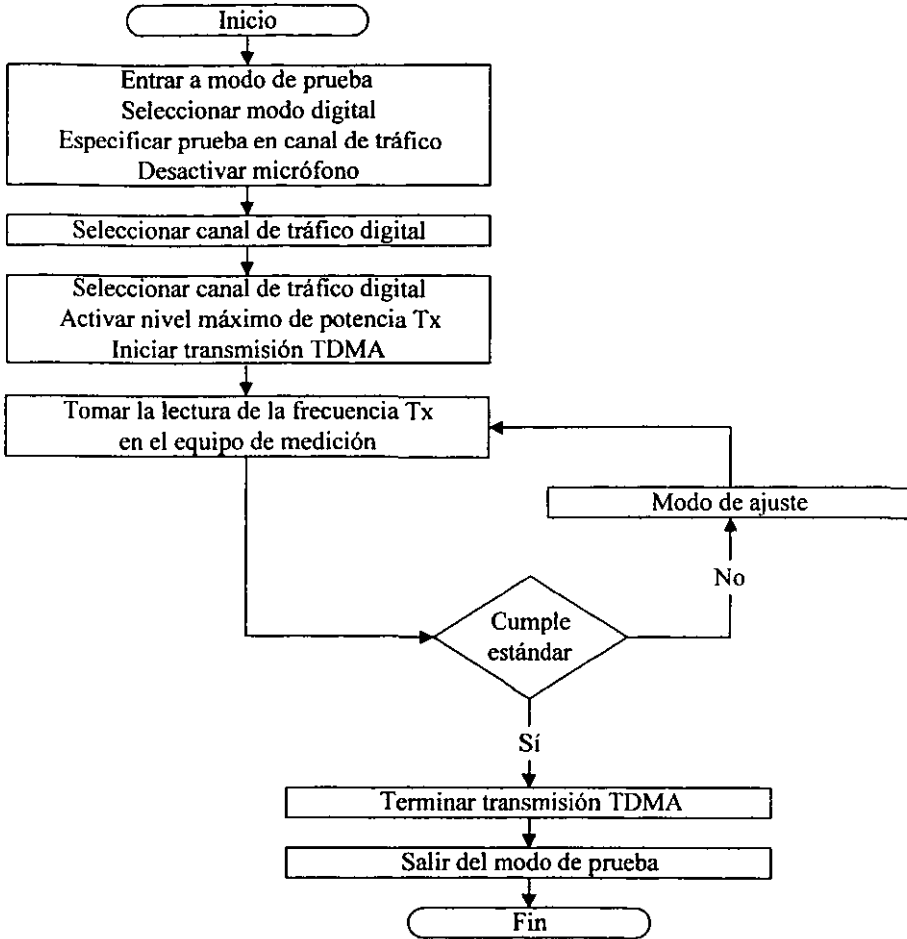 Inicio
Entrar a modo de prueba
Seleccionar modo digital
Especificar prueba en canal de tráfico
Desactivar micrófono
Seleccionar canal de tráfico digital
Seleccionar canal de tráfico digital
Activar nivel máximo de potencia Tx
Iniciar transmisión TDMA
Tomar la lectura de la frecuencia Tx
en el equipo de medición
Modo de ajuste
No
Cumple
estándar
Sí
Terminar transmisión TDMA
Salir del modo de prueba
Fin